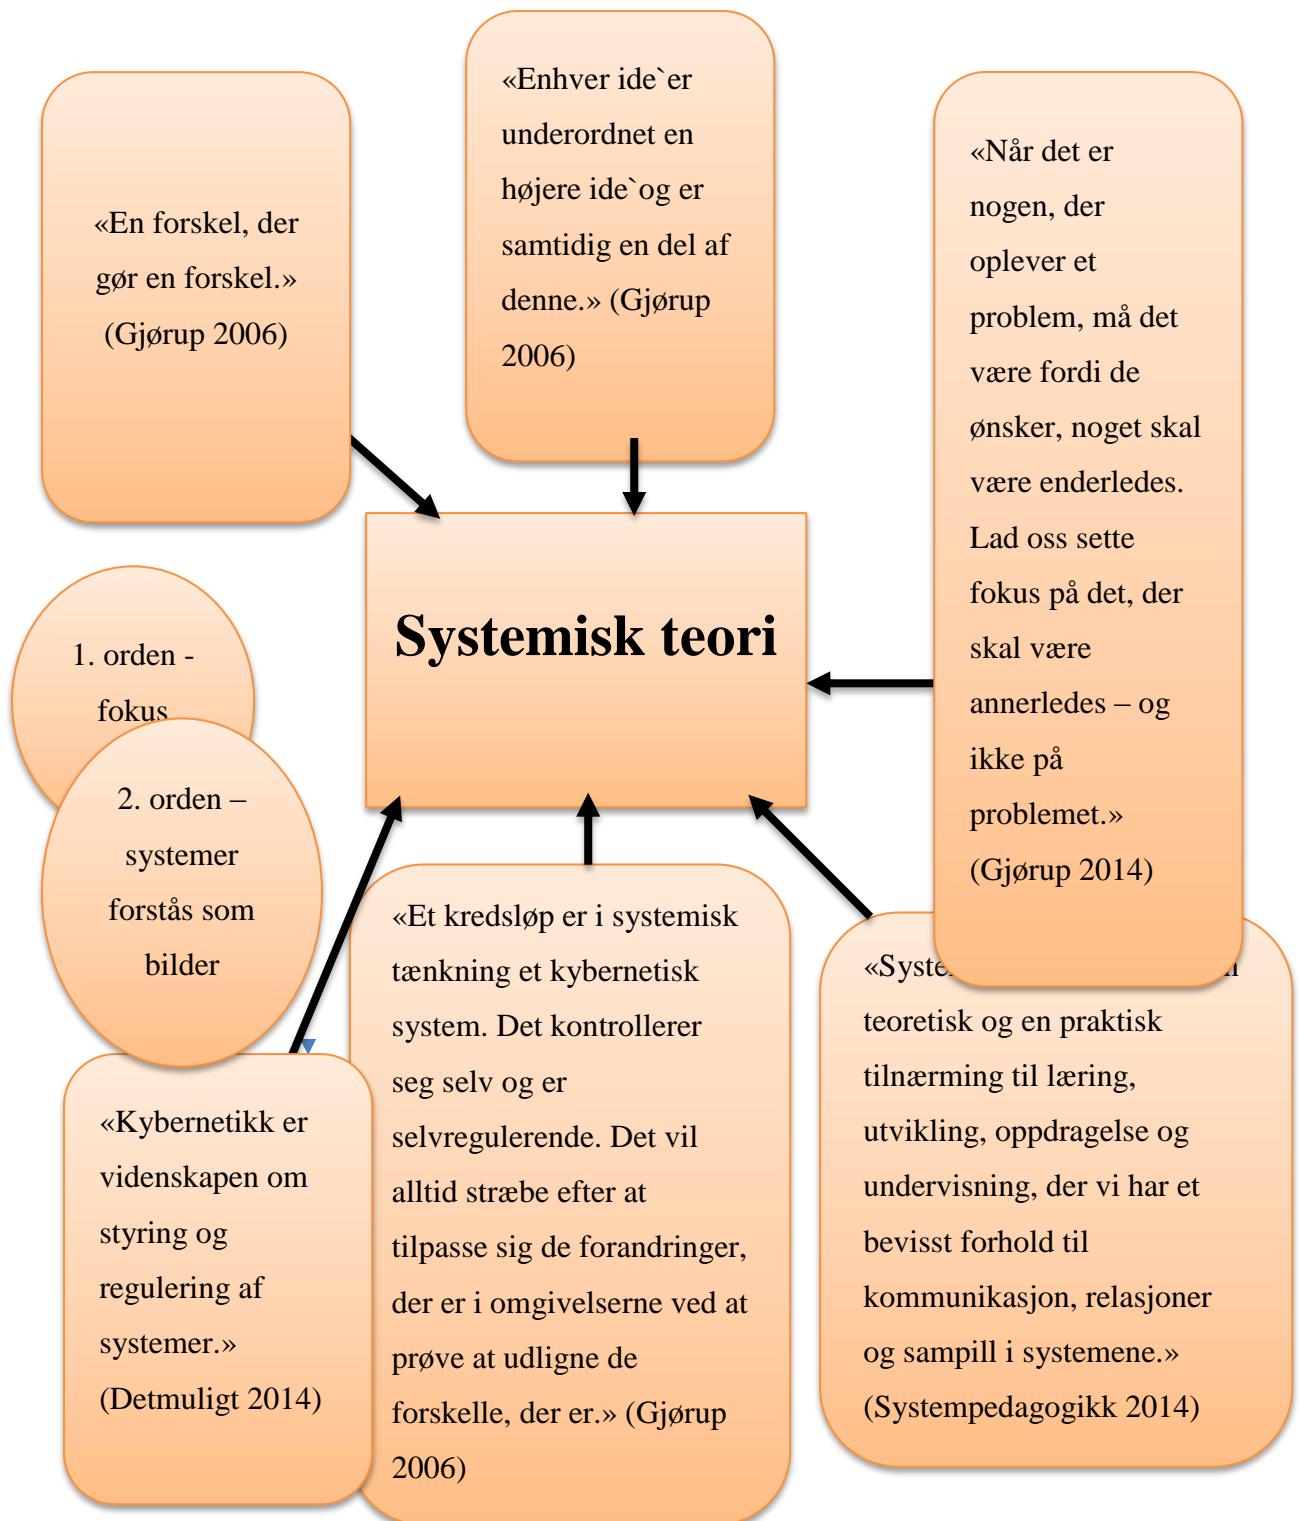 «En forskel, der
gør en forskel.»
(Gjørup 2006)
«Enhver ide`er
underordnet en
højere ide`og er
samtidig en del af
denne.» (Gjørup
2006)
«Når det er
nogen, der
oplever et
problem, må det
være fordi de
ønsker, noget skal
være enderledes.
Lad oss sette
fokus på det, der
skal være
annerledes – og
ikke på
problemet.»
(Gjørup 2014)
Systemisk teori
1. orden -
fokus
2. orden –
systemer
forstås som
bilder
«Kybernetikk er
videnskapen om
styring og
regulering af
systemer.»
(Detmuligt 2014)
«Et kredsløp er i systemisk
tænkning et kybernetisk
system. Det kontrollerer
seg selv og er
selvregulerende. Det vil
alltid stræbe efter at
tilpasse sig de forandringer,
der er i omgivelserne ved at
prøve at udligne de
forskelle, der er.» (Gjørup
2006)
teoretisk og en praktisk
tilnærming til læring,
utvikling, oppdragelse og
undervisning, der vi har et
bevisst forhold til
kommunikasjon, relasjoner
og sampill i systemene.»
(Systempedagogikk 2014)